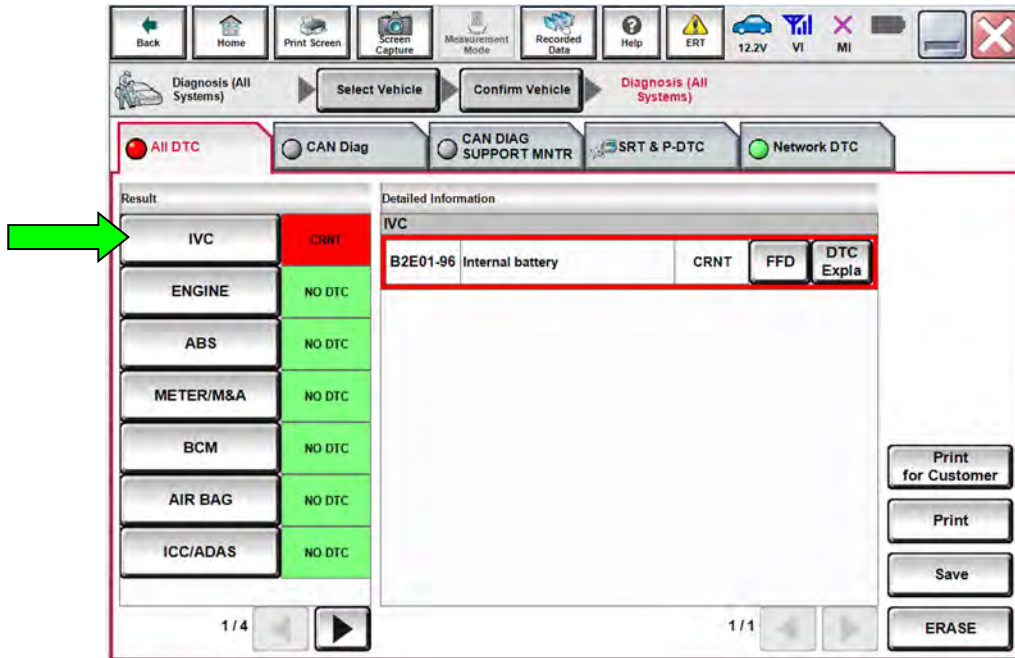 Back
Home
Print Screen
Screen
Capture
Measurement
Mode
Recorded
Data
Help
ERT
12.2V
VI
MI
Diagnosis (All
Systems)
Select Vehicle
Confirm Vehicle
Diagnosis (All
Systems)
All DTC
CAN Diag
CAN DIAG
SUPPORT MNTR
SRT & P-DTC
Network DTC
Result
Detailed Information
IVC
CRNT
IVC
B2E01-96 Internal battery CRNT
FFD
DTC
Expla
ENGINE NO DTC
ABS NO DTC
METER/M&A NO DTC
BCM NO DTC
AIR BAG NO DTC
ICC/ADAS NO DTC
Print
for Customer
Print
Save
ERASE
1/4
1/1